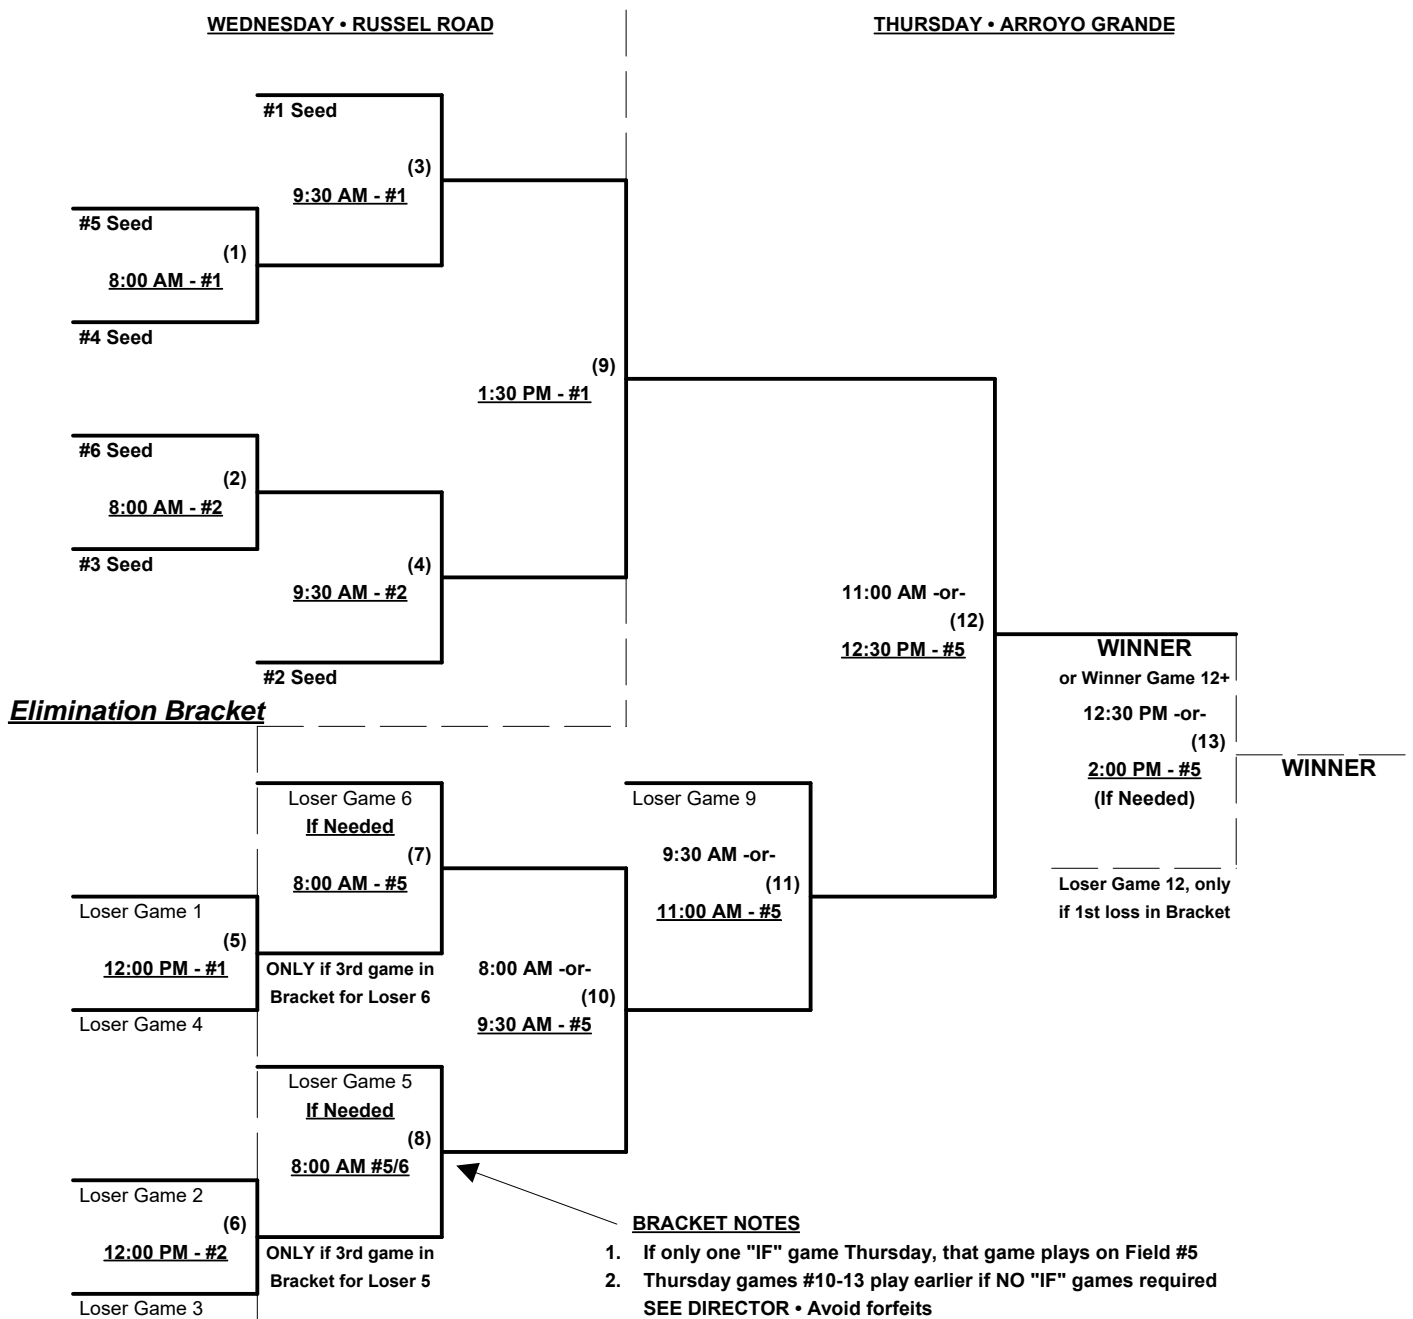 WEDNESDAY • RUSSEL ROAD
THURSDAY • ARROYO GRANDE
#1 Seed
(3)
9:30 AM - #1
#5 Seed
(1)
8:00 AM - #1
#4 Seed
(9)
1:30 PM - #1
#6 Seed
(2)
8:00 AM - #2
#3 Seed
(4)
9:30 AM - #2
#2 Seed
11:00 AM -or-
(12)
12:30 PM - #5
WINNER
or Winner Game 12+
12:30 PM -or-
(13)
2:00 PM - #5
(If Needed)
WINNER
Loser Game 12, only
if 1st loss in Bracket
Elimination Bracket
Loser Game 6
If Needed
(7)
8:00 AM - #5
Loser Game 9
9:30 AM -or-
(11)
11:00 AM - #5
Loser Game 1
(5)
12:00 PM - #1
Loser Game 4
ONLY if 3rd game in
Bracket for Loser 6
8:00 AM -or-
(10)
9:30 AM - #5
Loser Game 5
If Needed
(8)
8:00 AM #5/6
Loser Game 2
(6)
12:00 PM - #2
Loser Game 3
ONLY if 3rd game in
Bracket for Loser 5
BRACKET NOTES
1. If only one "IF" game Thursday, that game plays on Field #5
2. Thursday games #10-13 play earlier if NO "IF" games required
SEE DIRECTOR • Avoid forfeits